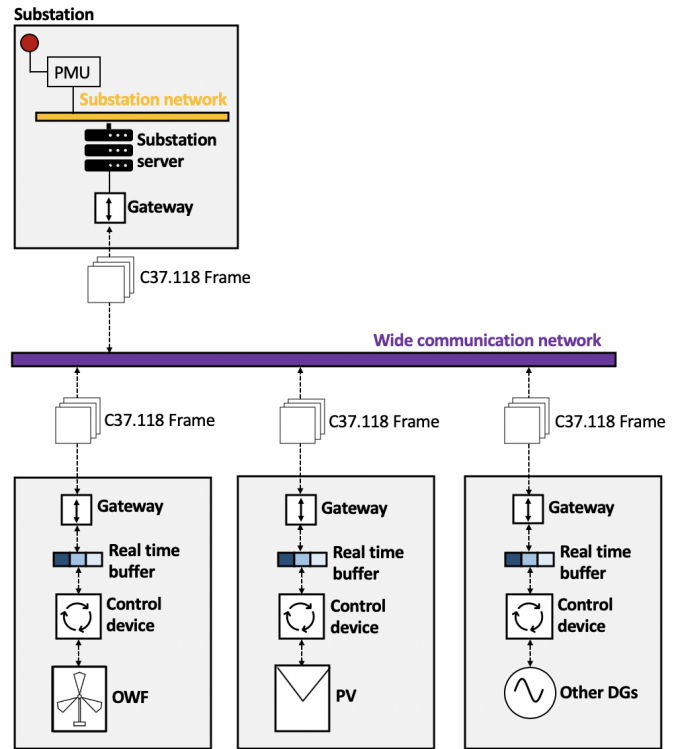 Substation
PMU
Substation network
Substation
server
Gateway
C37.118 Frame
Wide communication network
C37.118 Frame
C37.118 Frame
C37.118 Frame
Gateway
Real time
buffer
Control
device
OWF
Gateway
Real time
buffer
Control
device
PV
Gateway
Real time
buffer
Control
device
Other DGs